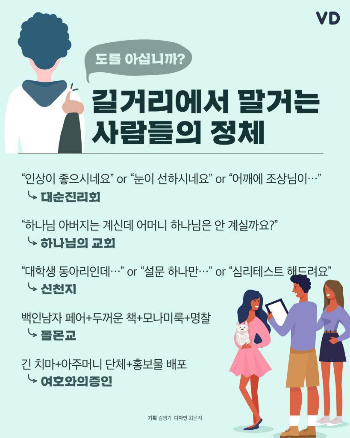 VD
도를 아십니까?
길거리에서 말거는
사람들의 정체
“인상이 좋으시네요” or “눈이 선하시네요” or “어깨에 조상님이…”
대순진리회
“하나님 아버지는 계신데 어머니 하나님은 안 계실까요?”
하나님의 교회
“대학생 동아리인데…” or “설문 하나만…” or “심리테스트 해드려요”
신천지
백인남자 페어+두꺼운 책+모나미룩+명찰
몰몬교
긴 치마+아주머니 단체+홍보물 배포
여호와의증인
기획 디자인